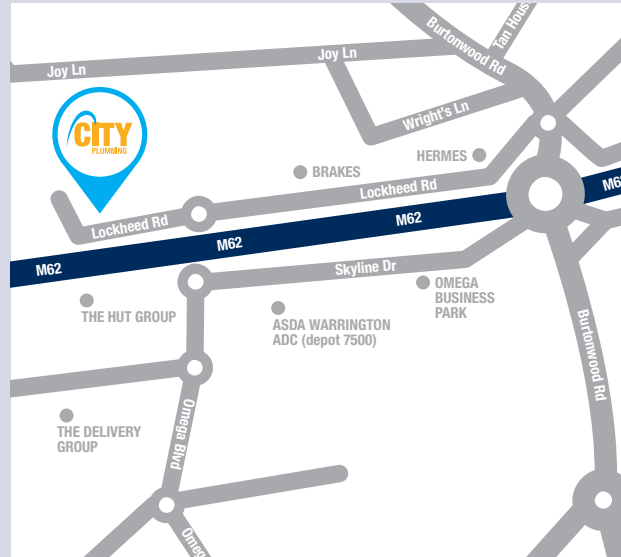 Burtonwood Rd
Tan Hous
Joy Ln
Joy Ln
CITY
PLUMBING
Wright's Ln
HERMES
BRAKES
Lockheed Rd
M62
Lockheed Rd
M62
M62
M62
Skyline Dr
OMEGA
BUSINESS
PARK
THE HUT GROUP
ASDA WARRINGTON
ADC (depot 7500)
Burtonwood Rd
THE DELIVERY
GROUP
Omega Blvd
Omeg